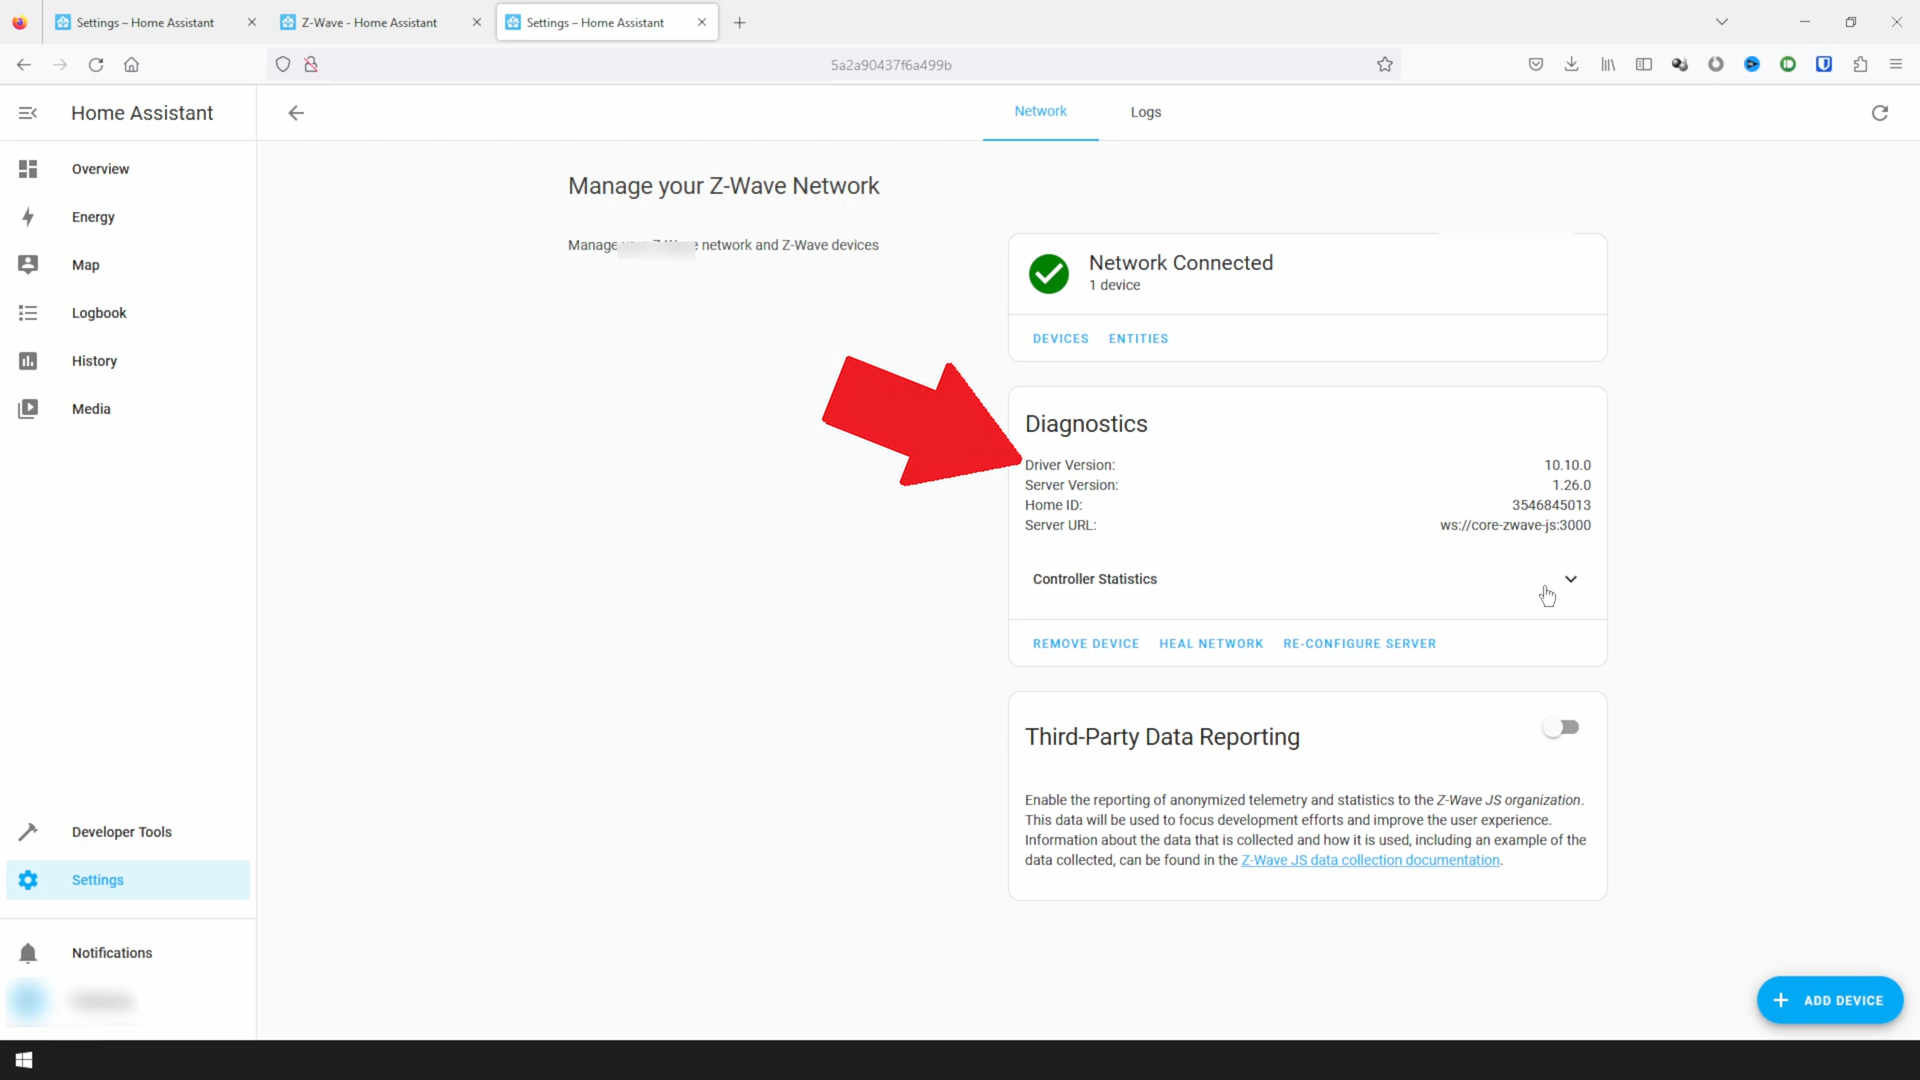 Settings – Home Assistant
Z-Wave - Home Assistant
Settings – Home Assistant
5a2a90437f6a499b
Home Assistant
Network
Logs
Overview
Energy
Map
Logbook
History
Media
Developer Tools
Settings
Notifications
Manage your Z-Wave Network
Manage network and Z-Wave devices
Network Connected
1 device
DEVICES ENTITIES
Diagnostics
Driver Version: 10.10.0
Server Version: 1.26.0
Home ID: 3546845013
Server URL: ws://core-zwave-js:3000
Controller Statistics
REMOVE DEVICE HEAL NETWORK RE-CONFIGURE SERVER
Third-Party Data Reporting
Enable the reporting of anonymized telemetry and statistics to the Z-Wave JS organization.
This data will be used to focus development efforts and improve the user experience.
Information about the data that is collected and how it is used, including an example of the
data collected, can be found in the Z-Wave JS data collection documentation.
ADD DEVICE